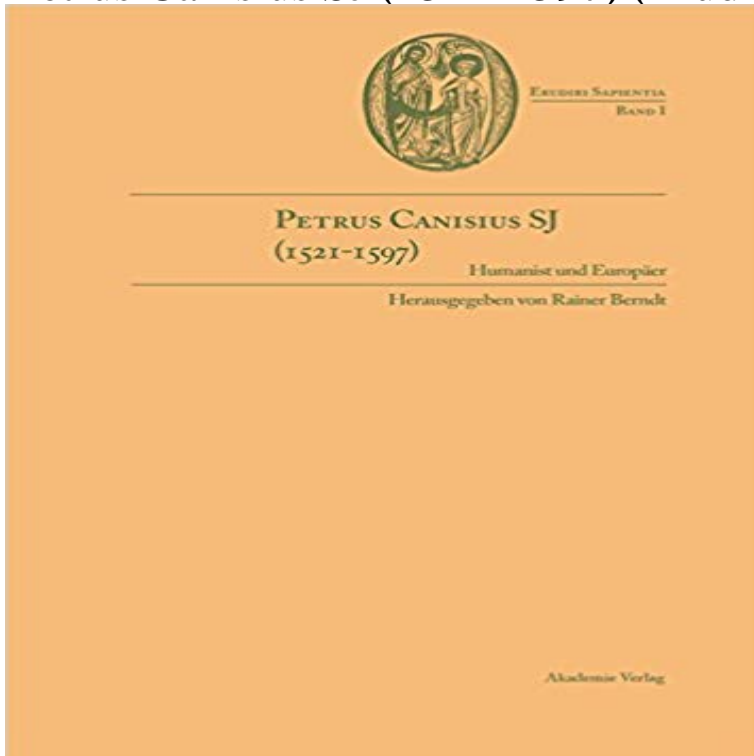 Erudiri Sapientia
Band I
Petrus Canisius SJ
(1521-1597)
Humanist und Europäer
Herausgegeben von Rainer Berndt
Akademie Verlag